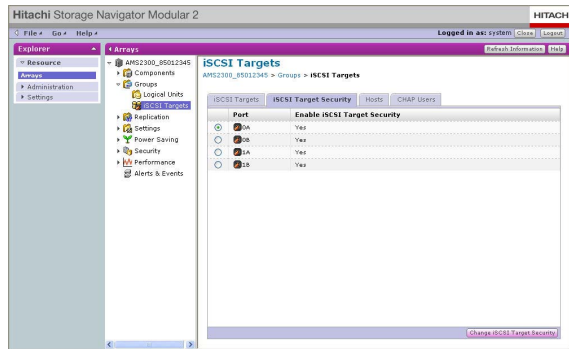 Hitachi Storage Navigator Modular 2
HITACH
File Go Help
Logged in as: system Close Logout
Explorer
Arrays
Refresh Information Help
Resource
Arrays
Administration
Settings
AMS2300_85012345
Components
Groups
Logical Units
iSCSI Targets
Replication
Settings
Power Saving
Security
Performance
Alerts & Events
iSCSI Targets
AMS2300_85012345 > Groups > iSCSI Targets
iSCSI Targets iSCSI Target Security Hosts CHAP Users
Port Enable iSCSI Target Security
0A Yes
0B Yes
1A Yes
1B Yes
Change iSCSI Target Security